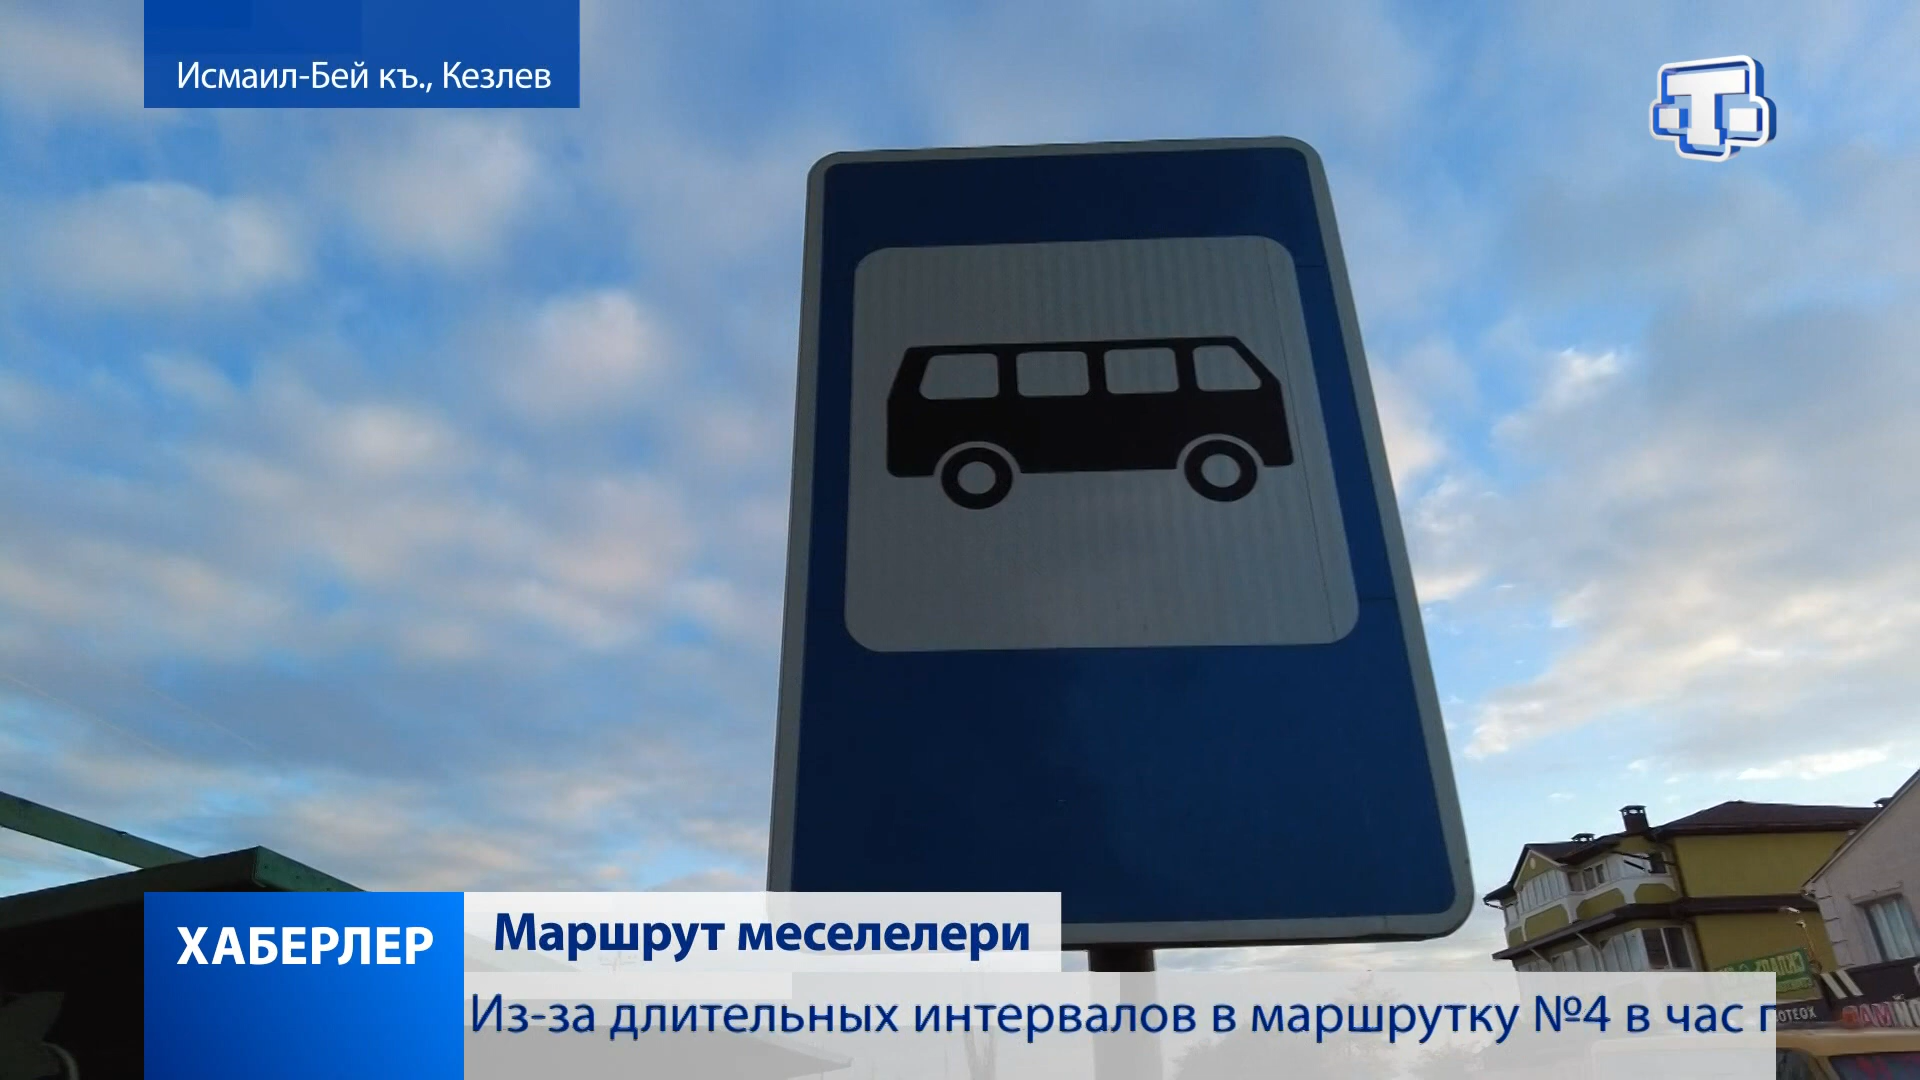 Исмаил-Бей къ., Кезлев
Т
ХАБЕРЛЕР
Маршрут меселелери
Из-за длительных интервалов в маршрутку №4 в час п